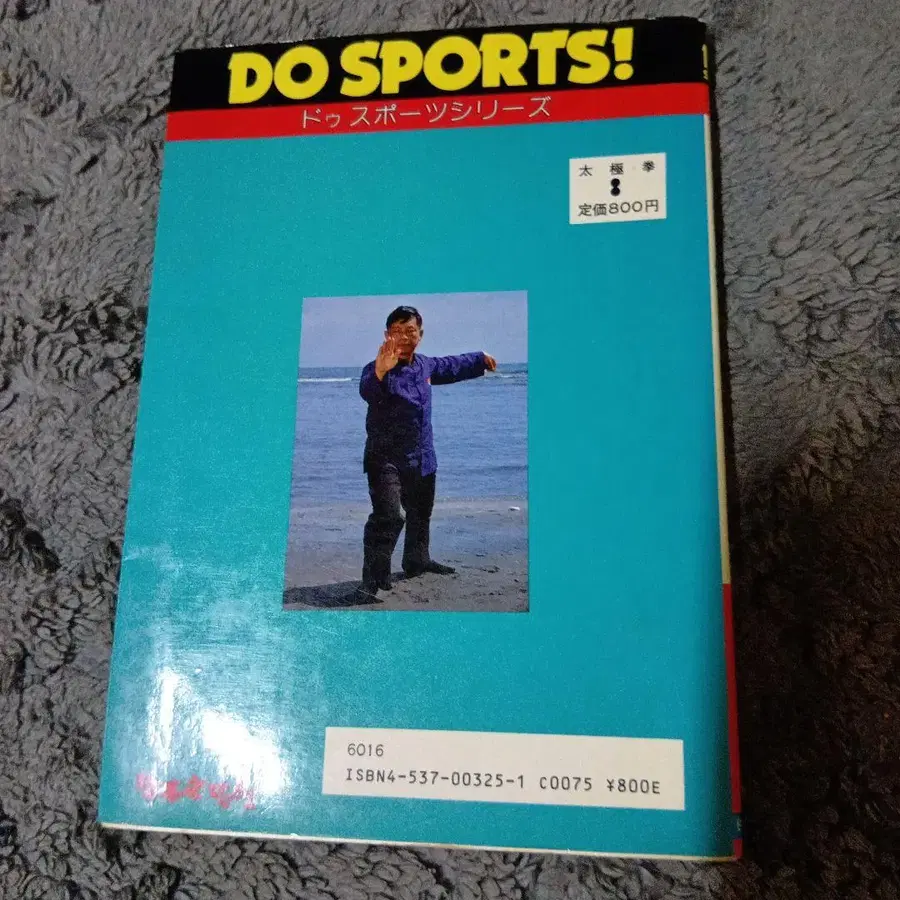 DO SPORTS!
ドゥ スポーツシリーズ
太極拳
定価800円
6016
ISBN4-537-00325-1 C0075 ¥800E